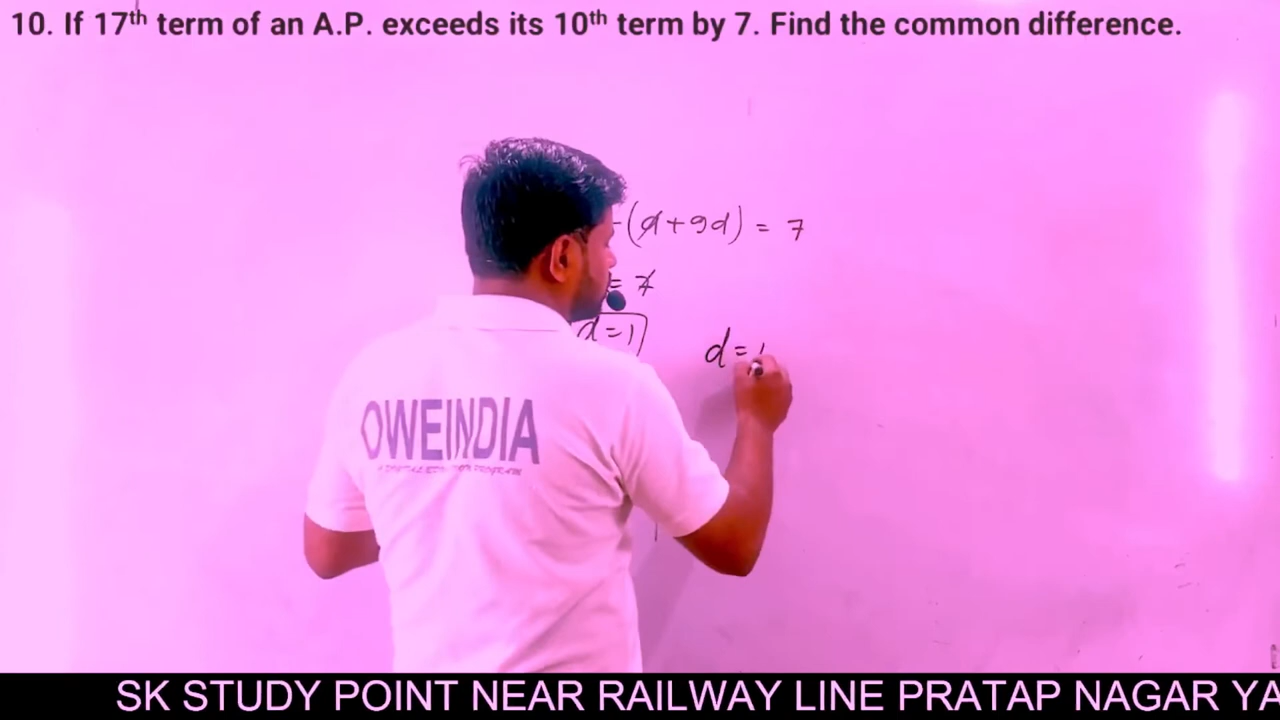 10. If 17th term of an A.P. exceeds its 10th term by 7. Find the common difference.
-(a+9d) = 7
= 7
d=1
d=
OWEINDIA
SK STUDY POINT NEAR RAILWAY LINE PRATAP NAGAR YA